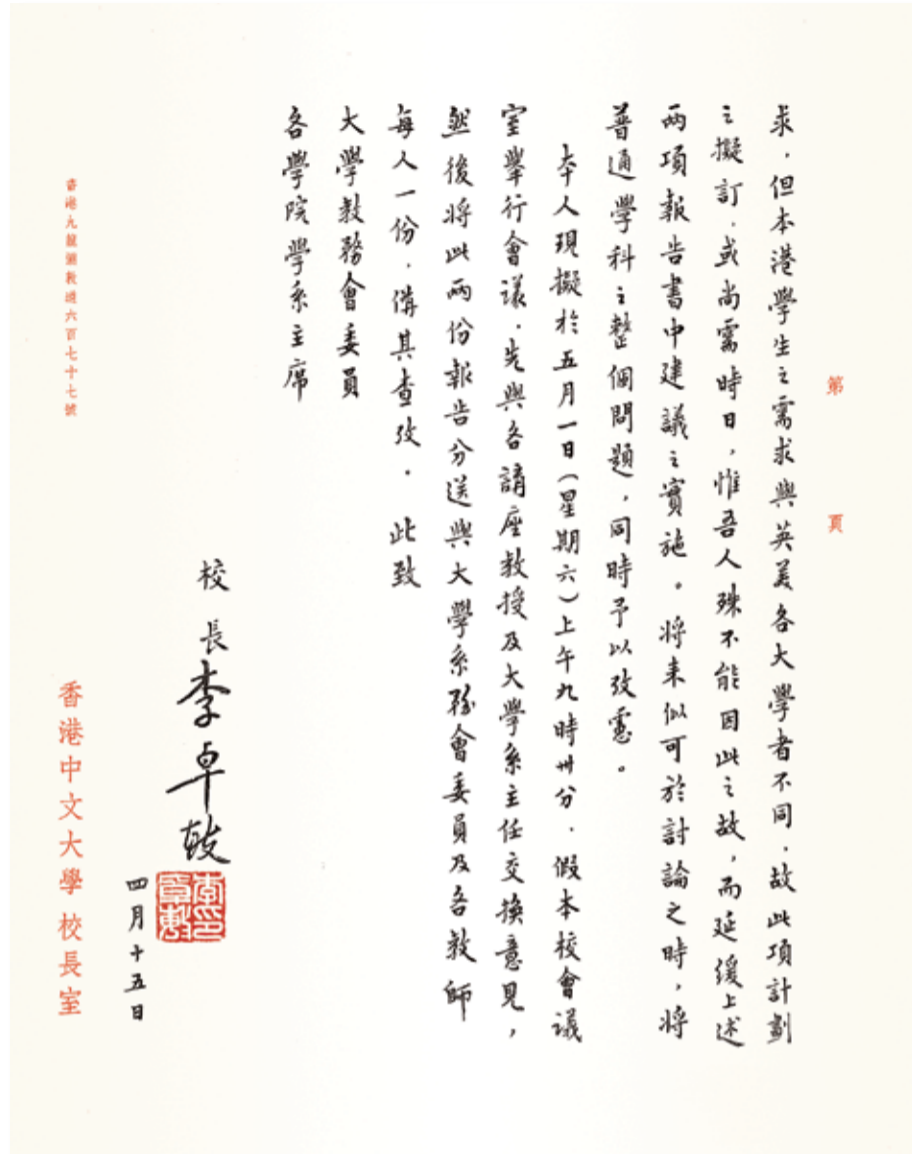 第　頁
求，但本港學生之需求與英美各大學者不同，故此項計劃
之擬訂，或尚需時日，惟吾人殊不能因此之故，而延緩上述
兩項報告書中建議之實施。將來似可於討論之時，將
普通學科之整個問題，同時予以攷慮。
本人現擬於五月一日（星期六）上午九時卅分，假本校會議
室舉行會議，先與各講座教授及大學系主任交換意見，
然後將此兩份報告分送與大學系務會委員及各教師
每人一份，備其查攷。　此致
大學教務會委員
各學院學系主席
校長李卓敏
四月十五日
香港中文大學 校長室
香港九龍彌敦道六百七十七號